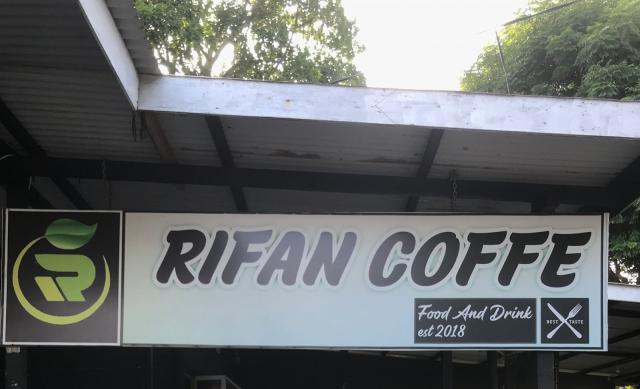 R
RIFAN COFFE
Food And Drink
est 2018
BEST TASTE